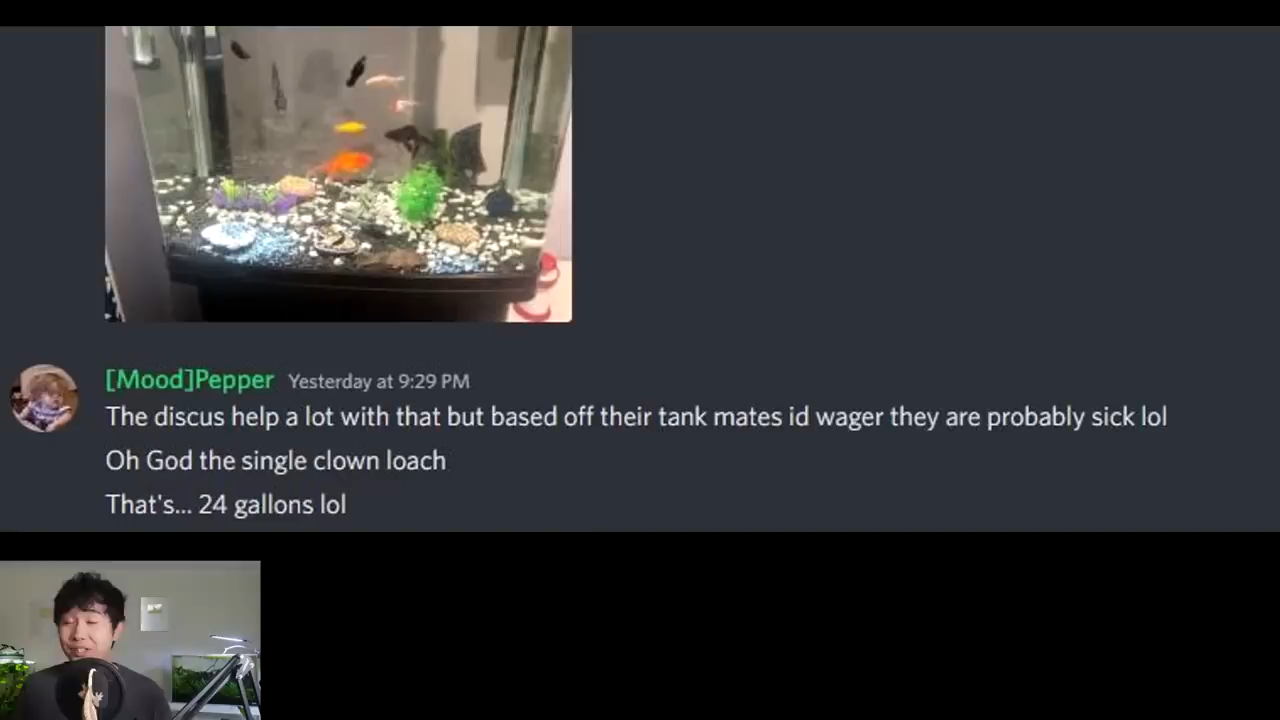 [Mood]Pepper Yesterday at 9:29 PM
The discus help a lot with that but based off their tank mates id wager they are probably sick lol
Oh God the single clown loach
That's... 24 gallons lol